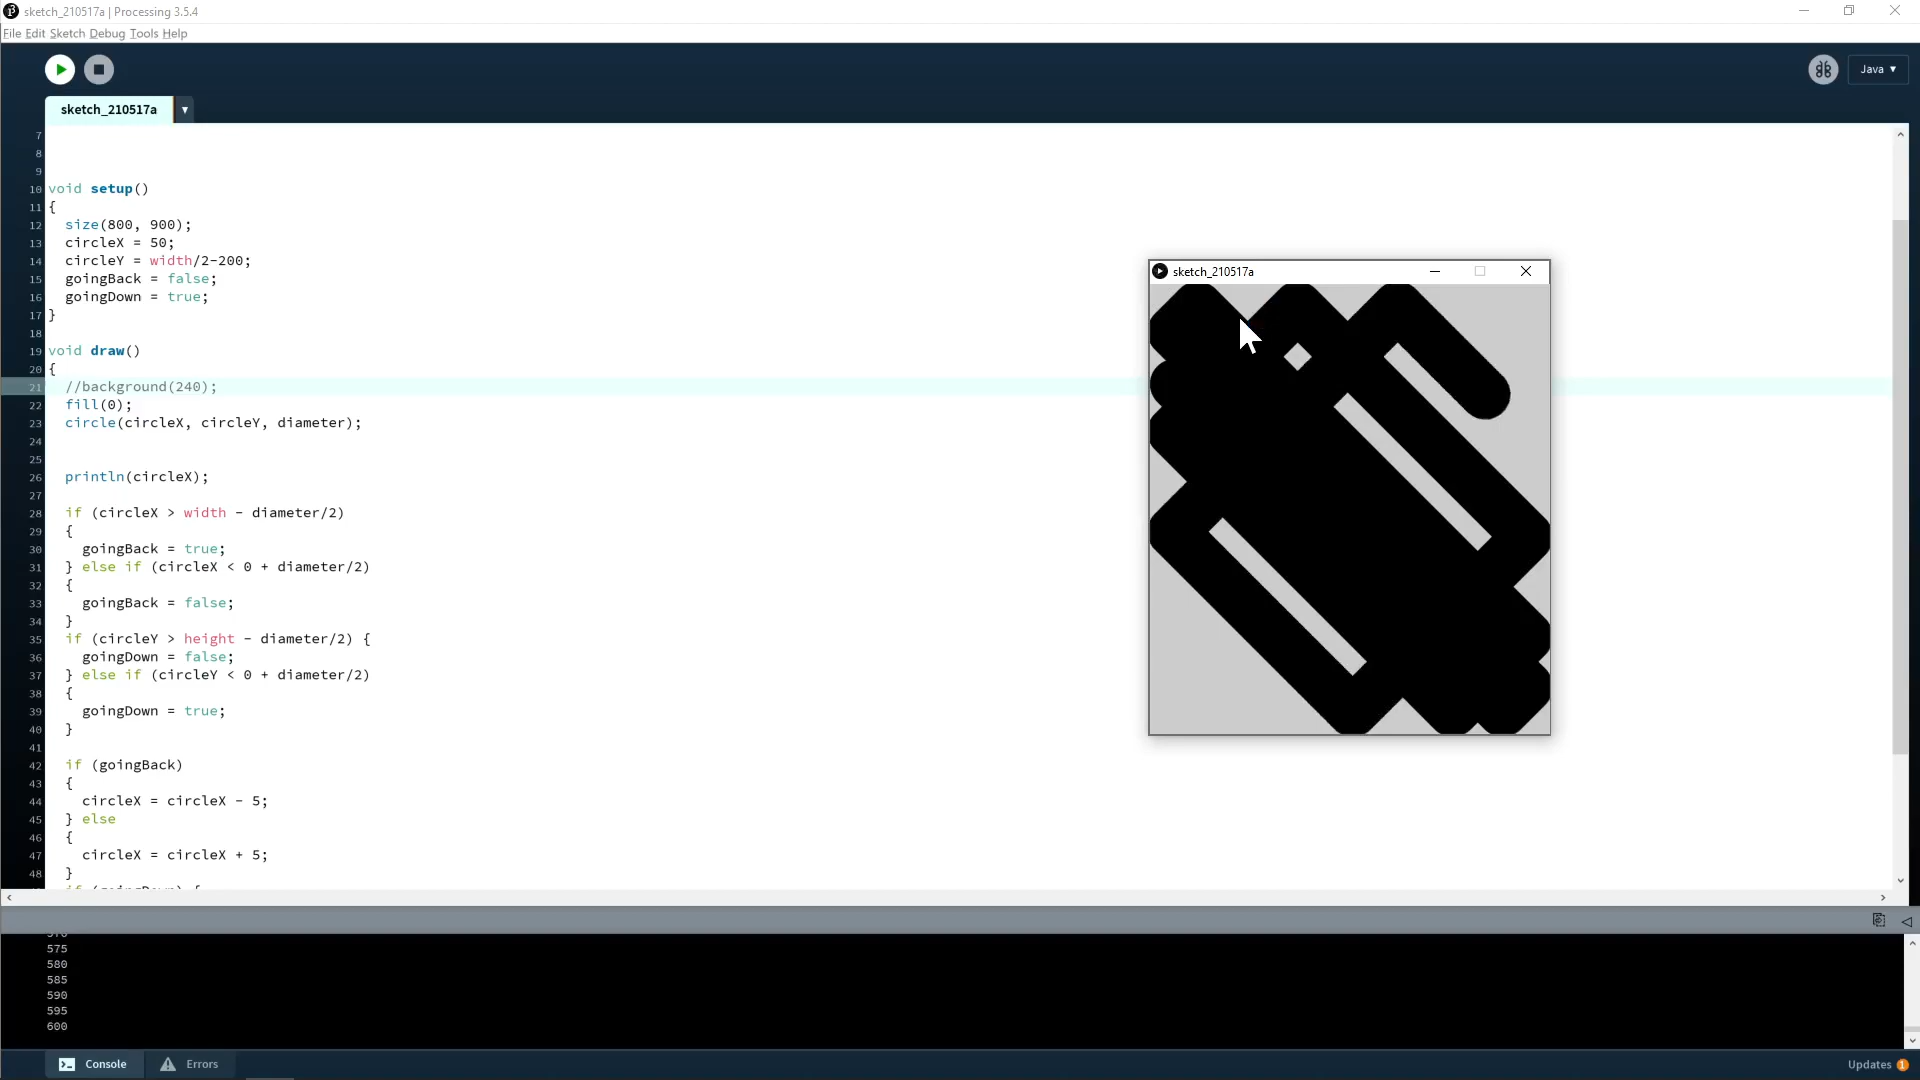 sketch_210517a | Processing 3.5.4
File Edit Sketch Debug Tools Help
Java ▼
sketch_210517a ▼
7
8
9
10 void setup()
11 {
12 size(800, 900);
13 circleX = 50;
14 circleY = width/2-200;
15 goingBack = false;
16 goingDown = true;
17 }
18
19 void draw()
20 {
21 //background(240);
22 fill(0);
23 circle(circleX, circleY, diameter);
24
25
26 println(circleX);
27
28 if (circleX > width - diameter/2)
29 {
30 goingBack = true;
31 } else if (circleX < 0 + diameter/2)
32 {
33 goingBack = false;
34 }
35 if (circleY > height - diameter/2) {
36 goingDown = false;
37 } else if (circleY < 0 + diameter/2)
38 {
39 goingDown = true;
40 }
41
42 if (goingBack)
43 {
44 circleX = circleX - 5;
45 } else
46 {
47 circleX = circleX + 5;
48 }
sketch_210517a
575
580
585
590
595
600
Console
Errors
Updates 1